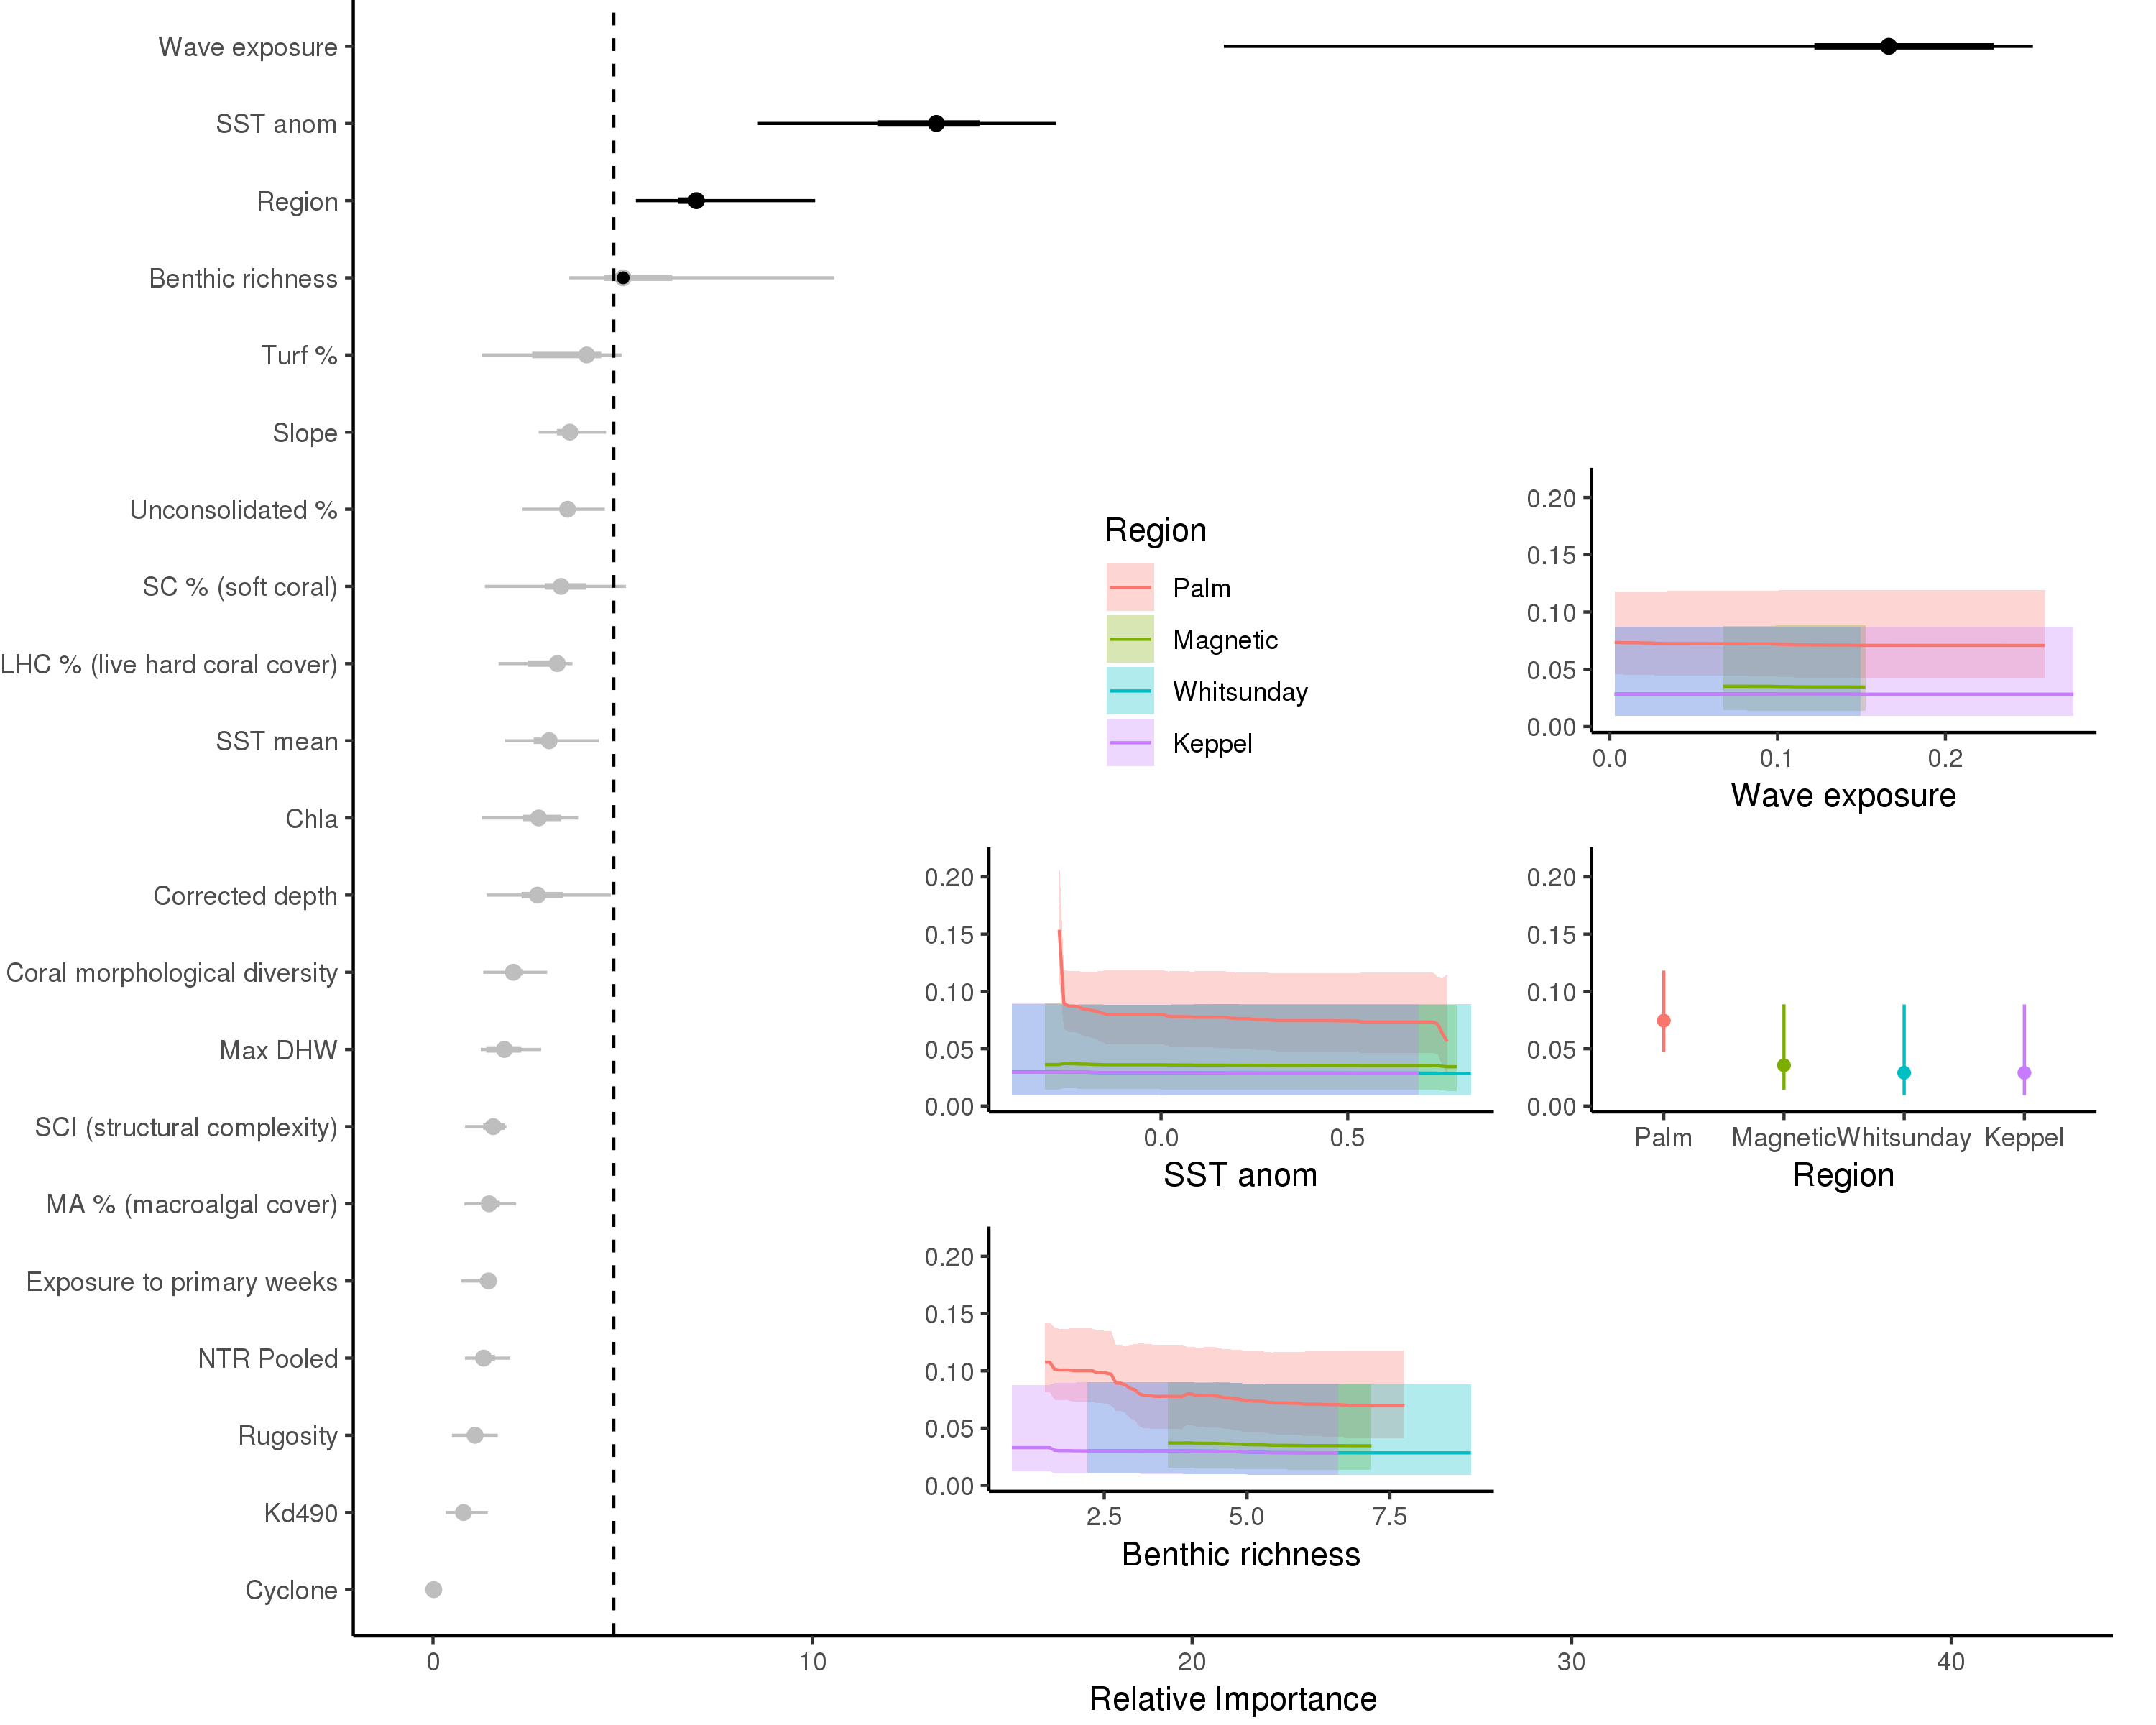 Wave exposure
SST anom
Region
Benthic richness
Turf %
Slope
Unconsolidated %
SC % (soft coral)
LHC % (live hard coral cover)
SST mean
Chla
Corrected depth
Coral morphological diversity
Max DHW
SCI (structural complexity)
MA % (macroalgal cover)
Exposure to primary weeks
NTR Pooled
Rugosity
Kd490
Cyclone
0 10 20 30 40
Relative Importance
Region
Palm
Magnetic
Whitsunday
Keppel
0.20
0.15
0.10
0.05
0.00
0.0 0.1 0.2
Wave exposure
0.20
0.15
0.10
0.05
0.00
0.0 0.5
SST anom
0.20
0.15
0.10
0.05
0.00
Palm Magnetic Whitsunday Keppel
Region
0.20
0.15
0.10
0.05
0.00
2.5 5.0 7.5
Benthic richness